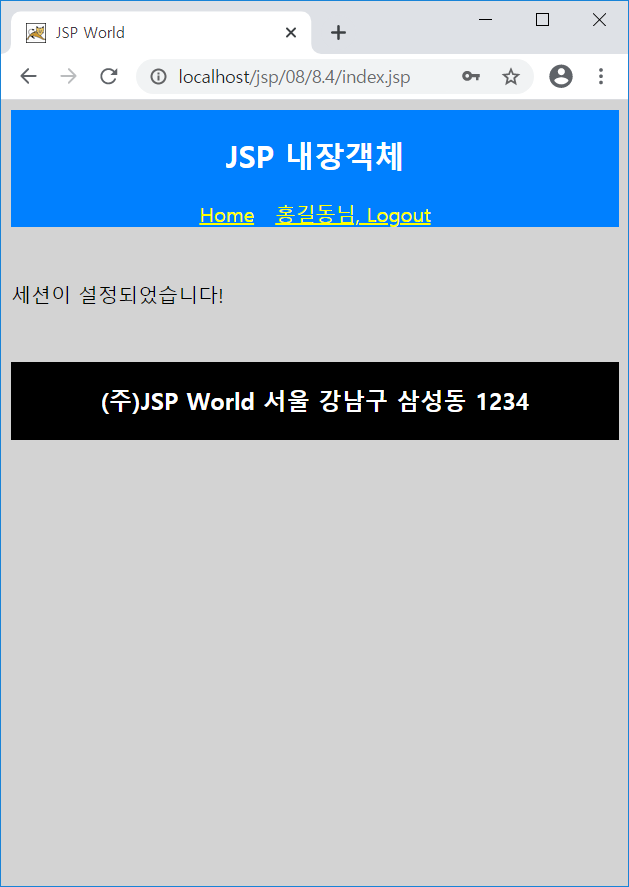 JSP World
localhost/jsp/08/8.4/index.jsp
JSP 내장객체
Home 홍길동님, Logout
세션이 설정되었습니다!
(주)JSP World 서울 강남구 삼성동 1234